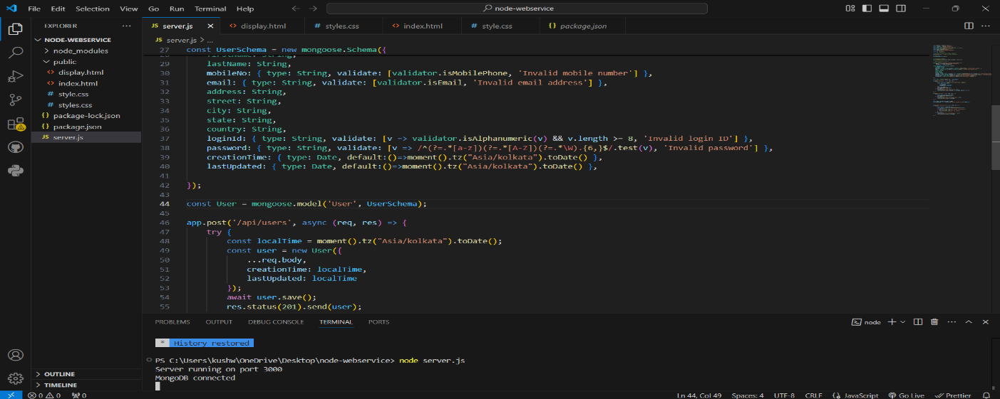 File Edit Selection View Go Run Terminal Help
node-webservice
EXPLORER
NODE-WEBSERVICE
node_modules
public
display.html
index.html
style.css
styles.css
package-lock.json
package.json
server.js
OUTLINE
TIMELINE
server.js display.html styles.css index.html style.css package.json
server.js > ...
27 const UserSchema = new mongoose.Schema({
29 lastName: String,
30 mobileNo: { type: String, validate: [validator.isMobilePhone, 'Invalid mobile number'] },
31 email: { type: String, validate: [validator.isEmail, 'Invalid email address'] },
32 address: String,
33 street: String,
34 city: String,
35 state: String,
36 country: String,
37 loginId: { type: String, validate: [v => validator.isAlphanumeric(v) && v.length >= 8, 'Invalid login ID'] },
38 password: { type: String, validate: [v => /^(?=.*[a-z])(?=.*[A-Z])(?=.*\W).{6,}$/.test(v), 'Invalid password'] },
39 creationTime: { type: Date, default:()=>moment().tz("Asia/kolkata").toDate() },
40 lastUpdated: { type: Date, default:()=>moment().tz("Asia/kolkata").toDate() },
41
42 });
43
44 const User = mongoose.model('User', UserSchema);
45
46 app.post('/api/users', async (req, res) => {
47 try {
48 const localTime = moment().tz("Asia/kolkata").toDate();
49 const user = new User({
50 ...req.body,
51 creationTime: localTime,
52 lastUpdated: localTime
53 });
54 await user.save();
55 res.status(201).send(user);
PROBLEMS OUTPUT DEBUG CONSOLE TERMINAL PORTS
node
* History restored
PS C:\Users\kushw\OneDrive\Desktop\node-webservice> node server.js
Server running on port 3000
MongoDB connected
0 0 0 Ln 44, Col 49 Spaces: 4 UTF-8 CRLF {} JavaScript Go Live Prettier